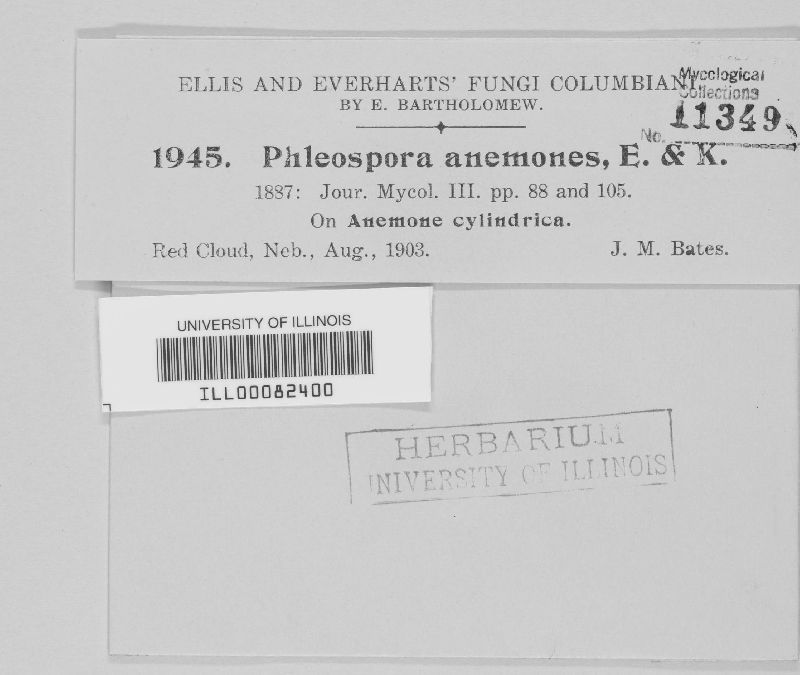 ELLIS AND EVERHARTS' FUNGI COLUMBIANI.
BY E. BARTHOLOMEW.
Mycological
Collections
No. 11349
1945. Phleospora anemones, E. & K.
1887: Jour. Mycol. III. pp. 88 and 105.
On Anemone cylindrica.
Red Cloud, Neb., Aug., 1903. J. M. Bates.
UNIVERSITY OF ILLINOIS
ILL00082400
HERBARIUM
UNIVERSITY OF ILLINOIS